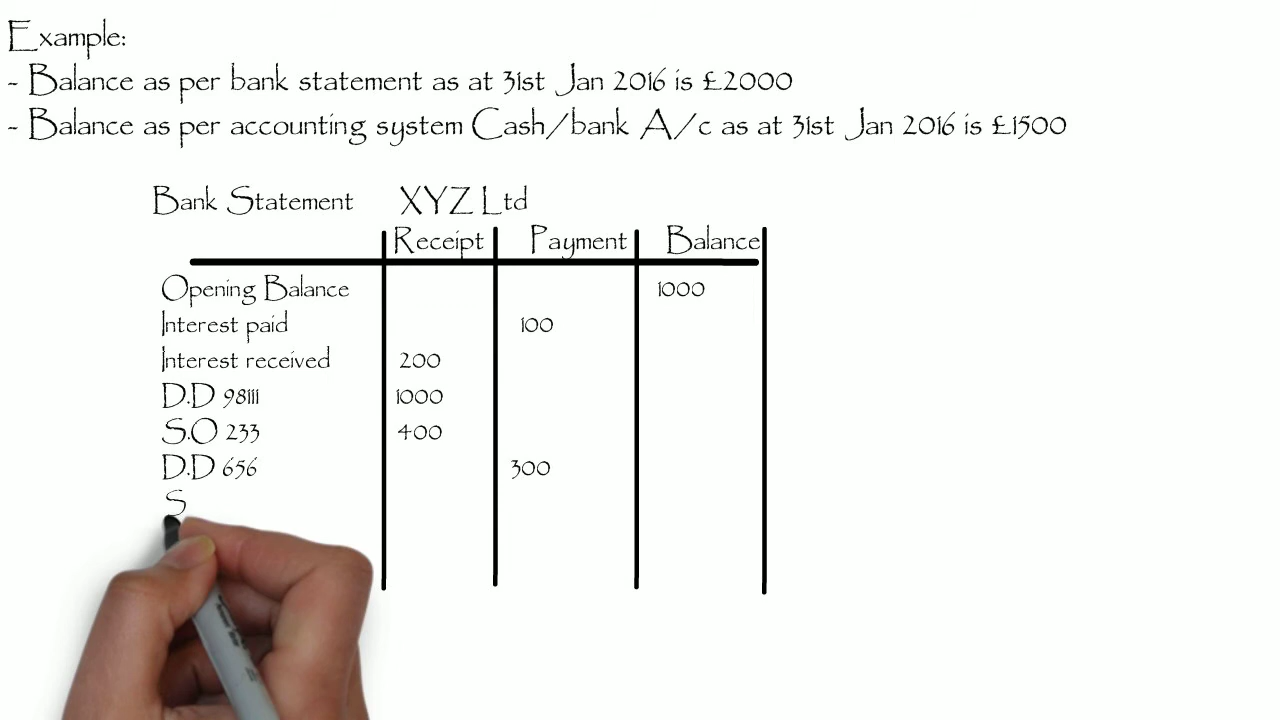 Example:
- Balance as per bank statement as at 31st Jan 2016 is £2000
- Balance as per accounting system Cash/bank A/c as at 31st Jan 2016 is £1500
Bank Statement XYZ Ltd
Receipt Payment Balance
Opening Balance 1000
Interest paid 100
Interest received 200
D.D 98111 1000
S.O 233 400
D.D 656 300
S